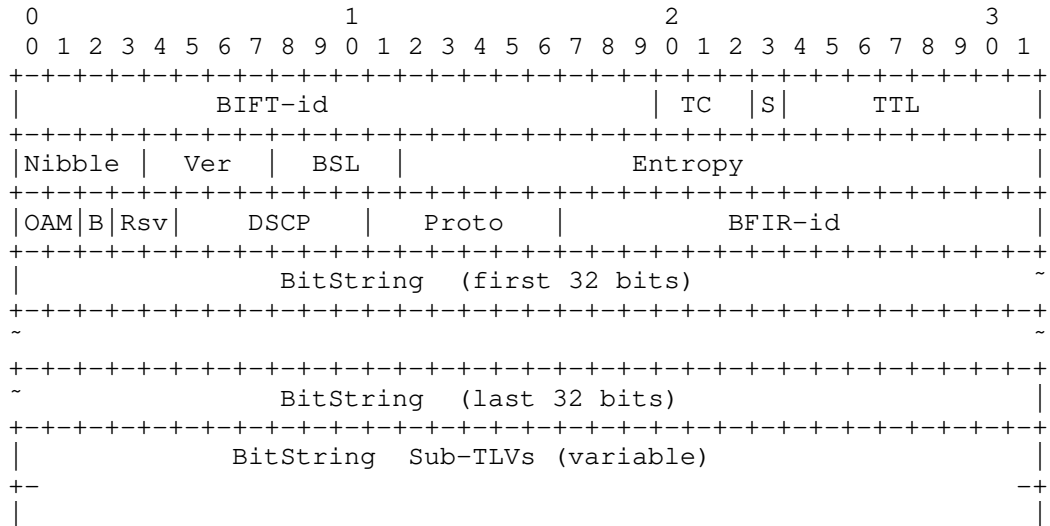 0                   1                   2                   3
 0 1 2 3 4 5 6 7 8 9 0 1 2 3 4 5 6 7 8 9 0 1 2 3 4 5 6 7 8 9 0 1
+-+-+-+-+-+-+-+-+-+-+-+-+-+-+-+-+-+-+-+-+-+-+-+-+-+-+-+-+-+-+-+-+
|            BIFT-id                    | TC  |S|     TTL       |
+-+-+-+-+-+-+-+-+-+-+-+-+-+-+-+-+-+-+-+-+-+-+-+-+-+-+-+-+-+-+-+-+
|Nibble |  Ver  |  BSL  |              Entropy                  |
+-+-+-+-+-+-+-+-+-+-+-+-+-+-+-+-+-+-+-+-+-+-+-+-+-+-+-+-+-+-+-+-+
|OAM|B|Rsv|    DSCP   |   Proto   |          BFIR-id            |
+-+-+-+-+-+-+-+-+-+-+-+-+-+-+-+-+-+-+-+-+-+-+-+-+-+-+-+-+-+-+-+-+
|                BitString  (first 32 bits)                     ~
+-+-+-+-+-+-+-+-+-+-+-+-+-+-+-+-+-+-+-+-+-+-+-+-+-+-+-+-+-+-+-+-+
~                                                               ~
+-+-+-+-+-+-+-+-+-+-+-+-+-+-+-+-+-+-+-+-+-+-+-+-+-+-+-+-+-+-+-+-+
~                BitString  (last 32 bits)                      |
+-+-+-+-+-+-+-+-+-+-+-+-+-+-+-+-+-+-+-+-+-+-+-+-+-+-+-+-+-+-+-+-+
|             BitString  Sub-TLVs (variable)                    |
+-                                                             -+
|                                                               |